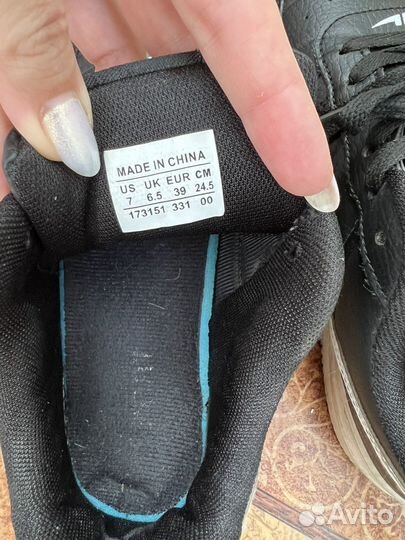 MADE IN CHINA
US UK EUR CM
7 6.5 39 24.5
173151 331 00
Avito